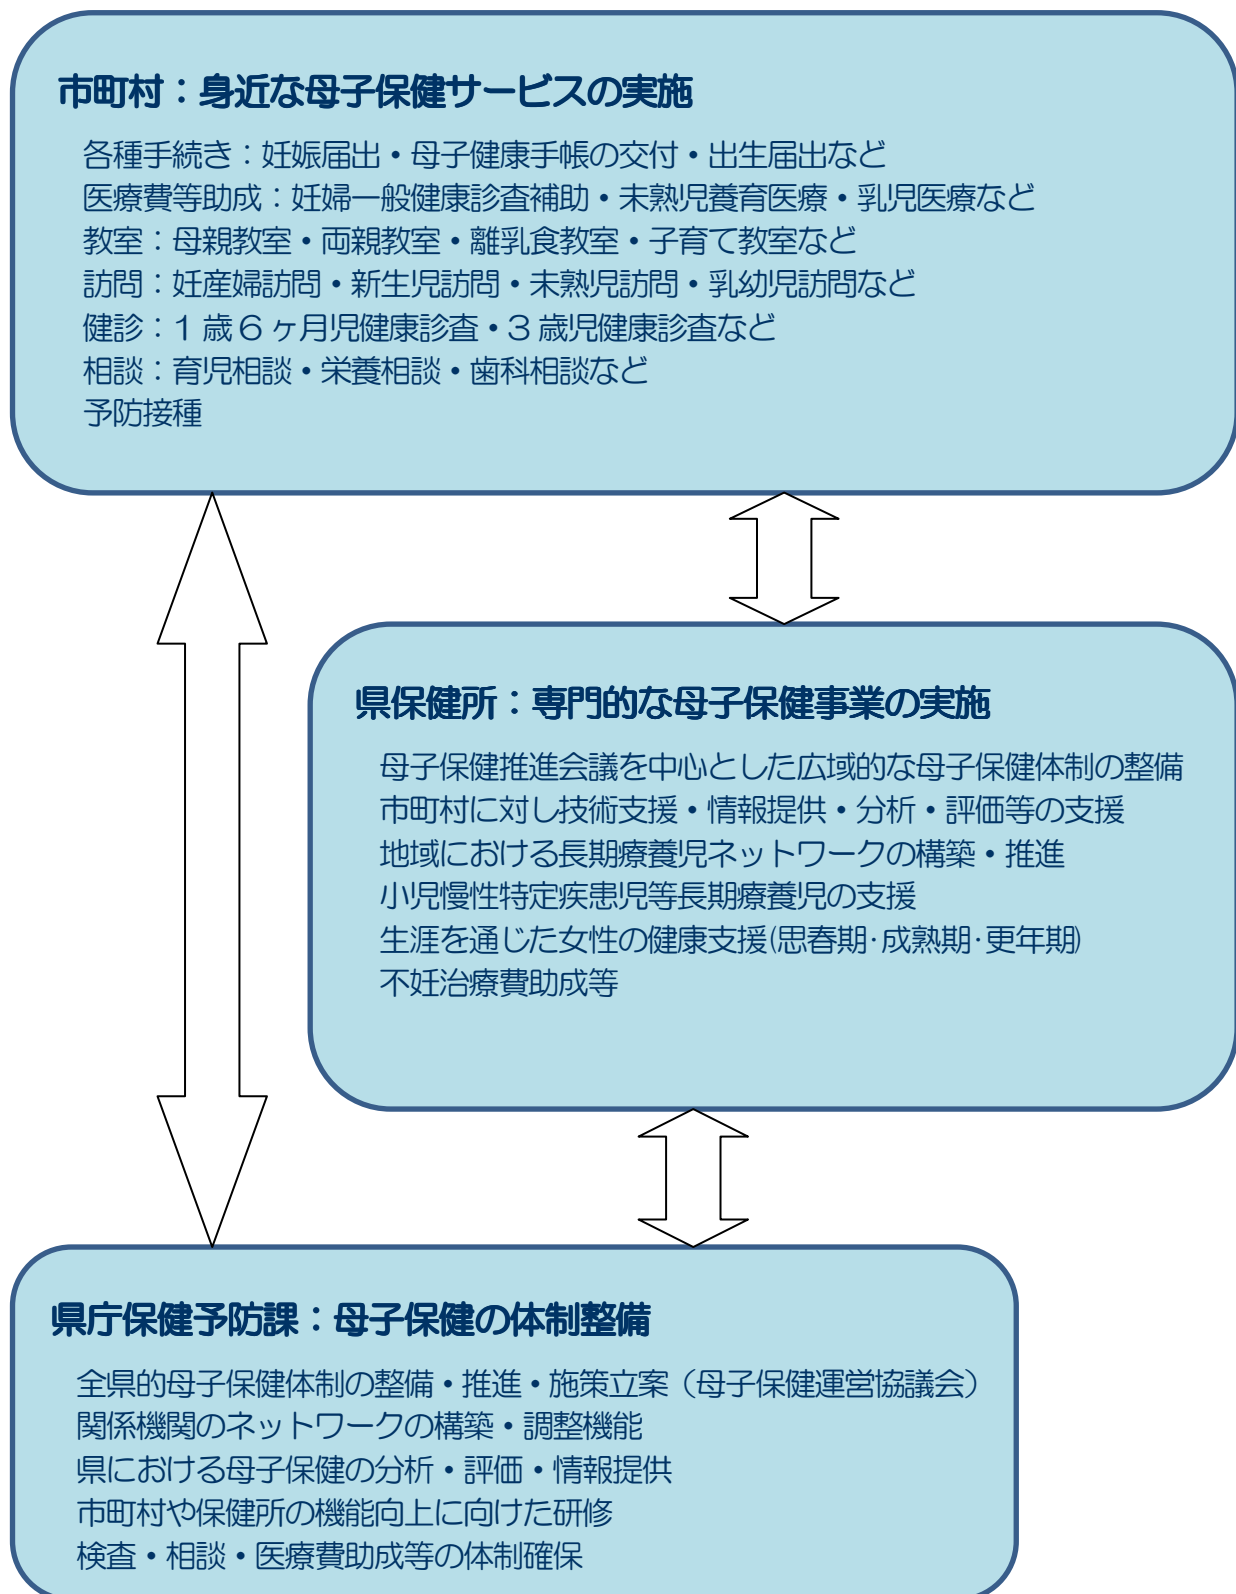 市町村：身近な母子保健サービスの実施
各種手続き：妊娠届出・母子健康手帳の交付・出生届出など
医療費等助成：妊婦一般健康診査補助・未熟児養育医療・乳児医療など
教室：母親教室・両親教室・離乳食教室・子育て教室など
訪問：妊産婦訪問・新生児訪問・未熟児訪問・乳幼児訪問など
健診：１歳６ヶ月児健康診査・３歳児健康診査など
相談：育児相談・栄養相談・歯科相談など
予防接種
県保健所：専門的な母子保健事業の実施
母子保健推進会議を中心とした広域的な母子保健体制の整備
市町村に対し技術支援・情報提供・分析・評価等の支援
地域における長期療養児ネットワークの構築・推進
小児慢性特定疾患児等長期療養児の支援
生涯を通じた女性の健康支援(思春期･成熟期･更年期)
不妊治療費助成等
県庁保健予防課：母子保健の体制整備
全県的母子保健体制の整備・推進・施策立案（母子保健運営協議会）
関係機関のネットワークの構築・調整機能
県における母子保健の分析・評価・情報提供
市町村や保健所の機能向上に向けた研修
検査・相談・医療費助成等の体制確保